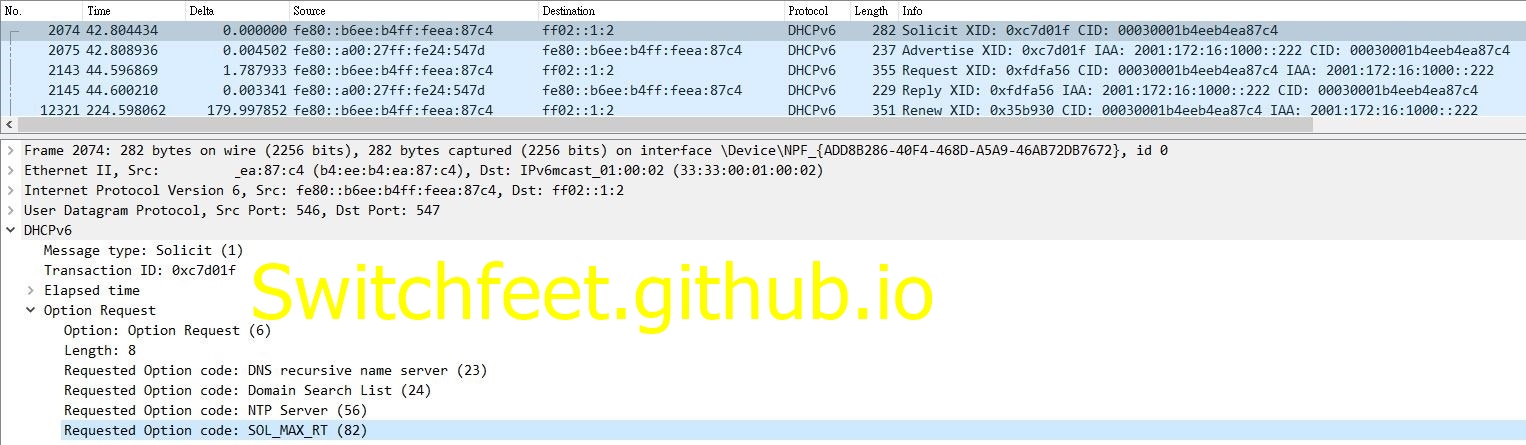 No. Time Delta Source Destination Protocol Length Info
2074 42.804434 0.000000 fe80::b6ee:b4ff:feea:87c4 ff02::1:2 DHCPv6 282 Solicit XID: 0xc7d01f CID: 00030001b4eeb4ea87c4
2075 42.808936 0.004502 fe80::a00:27ff:fe24:547d fe80::b6ee:b4ff:feea:87c4 DHCPv6 237 Advertise XID: 0xc7d01f IAA: 2001:172:16:1000::222 CID: 00030001b4eeb4ea87c4
2143 44.596869 1.787933 fe80::b6ee:b4ff:feea:87c4 ff02::1:2 DHCPv6 355 Request XID: 0xfdfa56 CID: 00030001b4eeb4ea87c4 IAA: 2001:172:16:1000::222
2145 44.600210 0.003341 fe80::a00:27ff:fe24:547d fe80::b6ee:b4ff:feea:87c4 DHCPv6 229 Reply XID: 0xfdfa56 IAA: 2001:172:16:1000::222 CID: 00030001b4eeb4ea87c4
12321 224.598062 179.997852 fe80::b6ee:b4ff:feea:87c4 ff02::1:2 DHCPv6 351 Renew XID: 0x35b930 CID: 00030001b4eeb4ea87c4 IAA: 2001:172:16:1000::222
Frame 2074: 282 bytes on wire (2256 bits), 282 bytes captured (2256 bits) on interface \Device\NPF_{ADD8B286-40F4-468D-A5A9-46AB72DB7672}, id 0
Ethernet II, Src: _ea:87:c4 (b4:ee:b4:ea:87:c4), Dst: IPv6mcast_01:00:02 (33:33:00:01:00:02)
Internet Protocol Version 6, Src: fe80::b6ee:b4ff:feea:87c4, Dst: ff02::1:2
User Datagram Protocol, Src Port: 546, Dst Port: 547
DHCPv6
Message type: Solicit (1)
Transaction ID: 0xc7d01f
Switchfeet.github.io
Elapsed time
Option Request
Option: Option Request (6)
Length: 8
Requested Option code: DNS recursive name server (23)
Requested Option code: Domain Search List (24)
Requested Option code: NTP Server (56)
Requested Option code: SOL_MAX_RT (82)